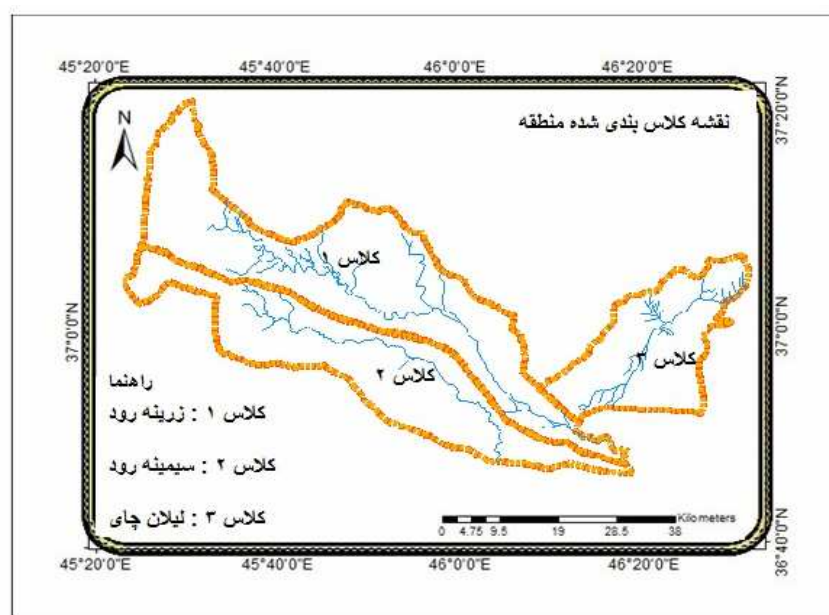 45°20'0"E 45°40'0"E 46°0'0"E 46°20'0"E
37°20'0"N
N
نقشه کلاس بندی شده منطقه
کلاس ۱
37°0'0"N
37°0'0"N
کلاس ۳
کلاس ۲
راهنما
کلاس ۱ : زرینه رود
کلاس ۲ : سیمینه رود
کلاس ۳ : لیلان چای
Kilometers
0 4.75 9.5 19 28.5 38
36°40'0"N
45°20'0"E 45°40'0"E 46°0'0"E 46°20'0"E